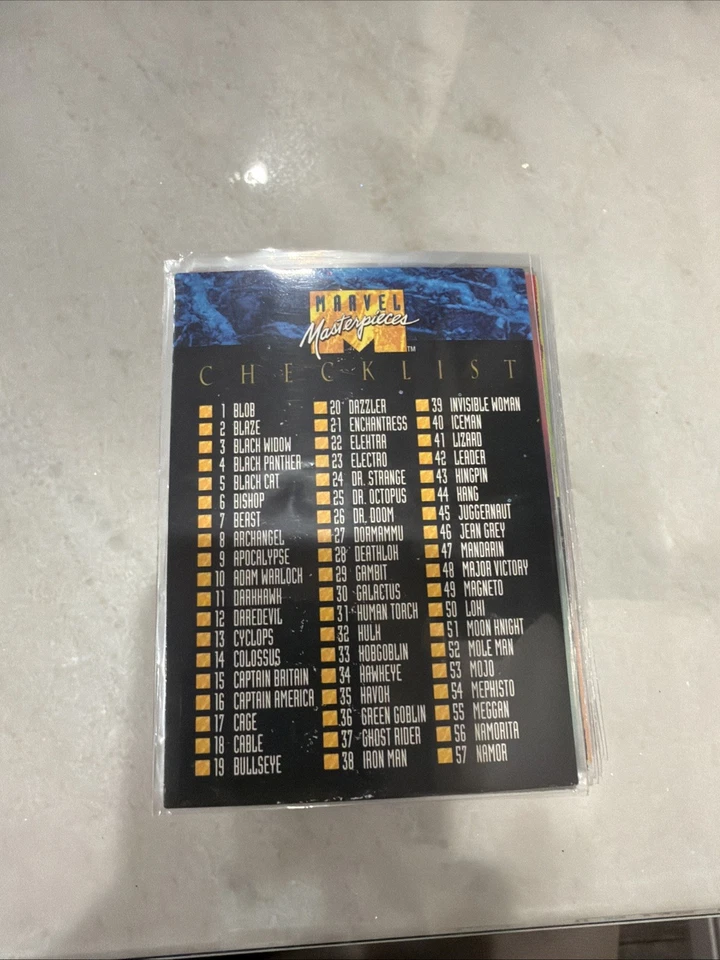 MARVEL
Masterpieces™
CHECKLIST
1 BLOB
2 BLAZE
3 BLACK WIDOW
4 BLACK PANTHER
5 BLACK CAT
6 BISHOP
7 BEAST
8 ARCHANGEL
9 APOCALYPSE
10 ADAM WARLOCK
11 DARKHAWK
12 DAREDEVIL
13 CYCLOPS
14 COLOSSUS
15 CAPTAIN BRITAIN
16 CAPTAIN AMERICA
17 CAGE
18 CABLE
19 BULLSEYE
20 DAZZLER
21 ENCHANTRESS
22 ELEKTRA
23 ELECTRO
24 DR. STRANGE
25 DR. OCTOPUS
26 DR. DOOM
27 DORMAMMU
28 DEATHLOK
29 GAMBIT
30 GALACTUS
31 HUMAN TORCH
32 HULK
33 HOBGOBLIN
34 HAWKEYE
35 HAVOK
36 GREEN GOBLIN
37 GHOST RIDER
38 IRON MAN
39 INVISIBLE WOMAN
40 ICEMAN
41 LIZARD
42 LEADER
43 KINGPIN
44 KANG
45 JUGGERNAUT
46 JEAN GREY
47 MANDARIN
48 MAJOR VICTORY
49 MAGNETO
50 LOKI
51 MOON KNIGHT
52 MOLE MAN
53 MOJO
54 MEPHISTO
55 MEGGAN
56 NAMORITA
57 NAMOR